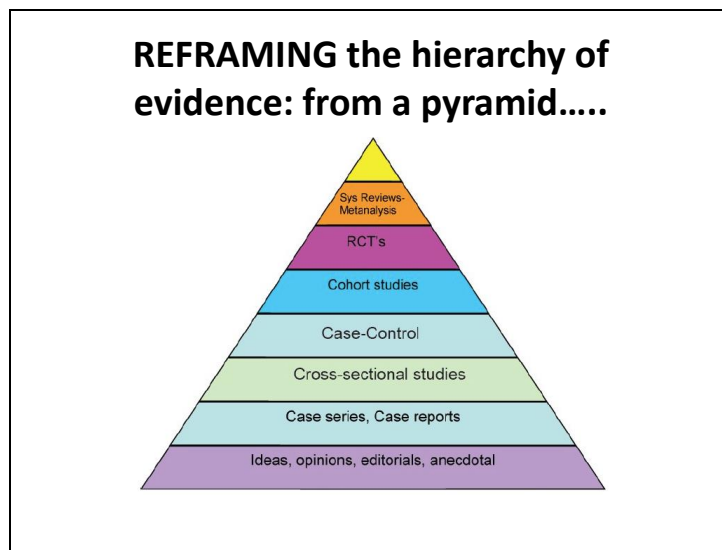 REFRAMING the hierarchy of
evidence: from a pyramid…..
Sys Reviews-
Metanalysis
RCT's
Cohort studies
Case-Control
Cross-sectional studies
Case series, Case reports
Ideas, opinions, editorials, anecdotal